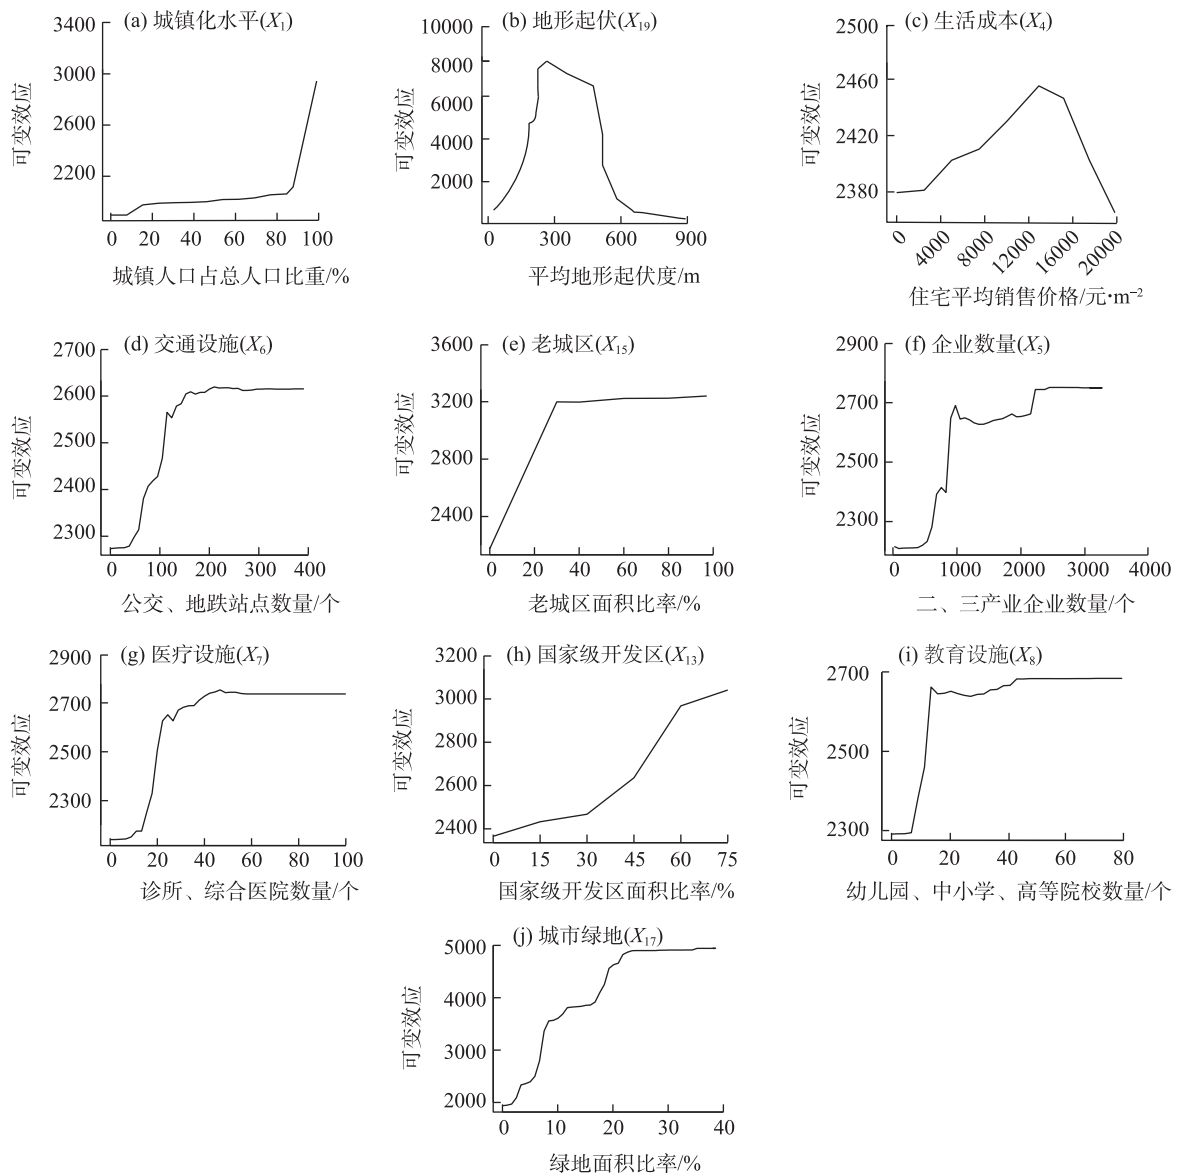 (a) 城镇化水平(X₁)
可变效应
3400
3000
2600
2200
0 20 40 60 80 100
城镇人口占总人口比重/%
(b) 地形起伏(X₁₉)
可变效应
10000
8000
6000
4000
2000
0 300 600 900
平均地形起伏度/m
(c) 生活成本(X₄)
可变效应
2500
2460
2420
2380
0 4000 8000 12000 16000 20000
住宅平均销售价格/元·m⁻²
(d) 交通设施(X₆)
可变效应
2700
2600
2500
2400
2300
0 100 200 300 400
公交、地跌站点数量/个
(e) 老城区(X₁₅)
可变效应
3600
3200
2800
2400
0 20 40 60 80 100
老城区面积比率/%
(f) 企业数量(X₅)
可变效应
2900
2700
2500
2300
0 1000 2000 3000 4000
二、三产业企业数量/个
(g) 医疗设施(X₇)
可变效应
2900
2700
2500
2300
0 20 40 60 80 100
诊所、综合医院数量/个
(h) 国家级开发区(X₁₃)
可变效应
3200
3000
2800
2600
2400
0 15 30 45 60 75
国家级开发区面积比率/%
(i) 教育设施(X₈)
可变效应
2700
2500
2300
0 20 40 60 80
幼儿园、中小学、高等院校数量/个
(j) 城市绿地(X₁₇)
可变效应
5000
4000
3000
2000
0 10 20 30 40
绿地面积比率/%